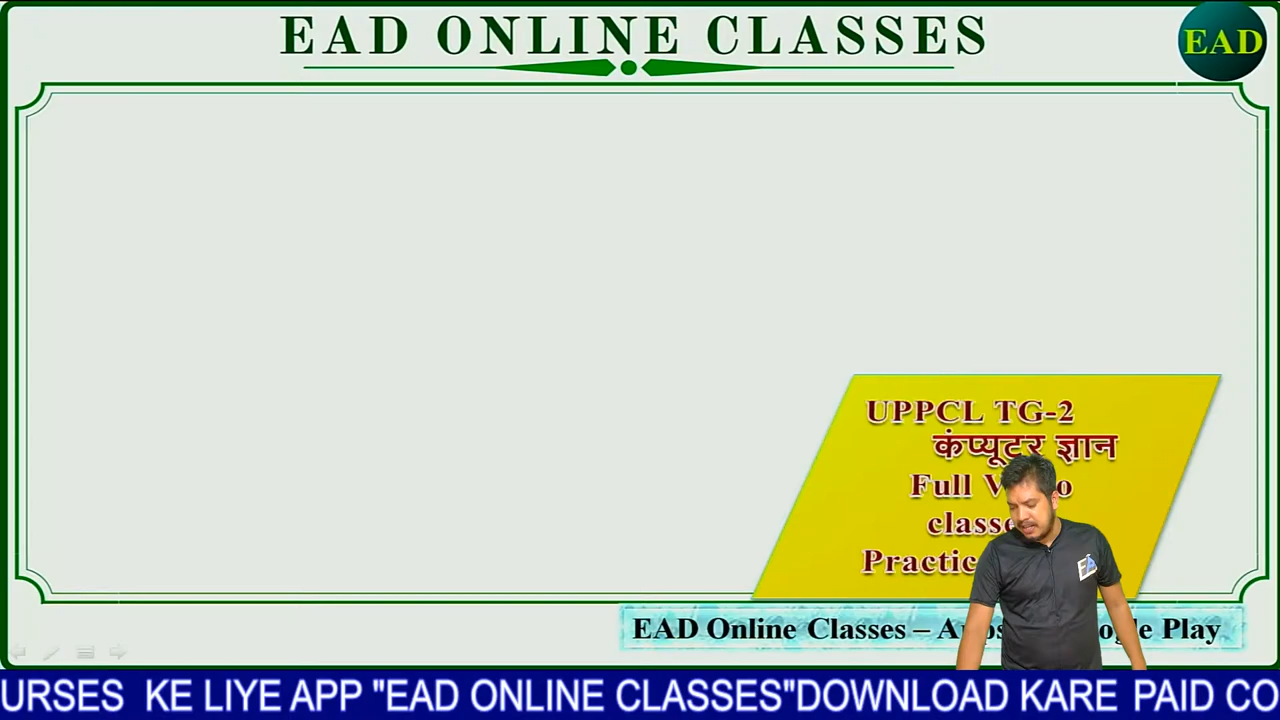 EAD ONLINE CLASSES
EAD
UPPCL TG-2
कंप्यूटर ज्ञान
Full
classe
Practic
EAD Online Classes – Play
EA
URSES KE LIYE APP "EAD ONLINE CLASSES"DOWNLOAD KARE PAID CO